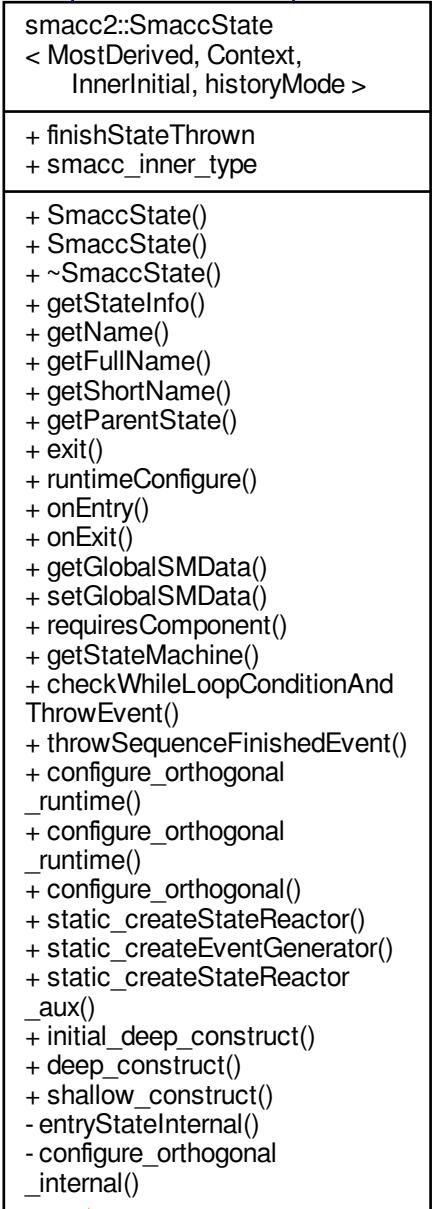 smacc2::SmaccState
< MostDerived, Context,
InnerInitial, historyMode >
+ finishStateThrown
+ smacc_inner_type
+ SmaccState()
+ SmaccState()
+ ~SmaccState()
+ getStateInfo()
+ getName()
+ getFullName()
+ getShortName()
+ getParentState()
+ exit()
+ runtimeConfigure()
+ onEntry()
+ onExit()
+ getGlobalSMData()
+ setGlobalSMData()
+ requiresComponent()
+ getStateMachine()
+ checkWhileLoopConditionAnd
ThrowEvent()
+ throwSequenceFinishedEvent()
+ configure_orthogonal
_runtime()
+ configure_orthogonal
_runtime()
+ configure_orthogonal()
+ static_createStateReactor()
+ static_createEventGenerator()
+ static_createStateReactor
_aux()
+ initial_deep_construct()
+ deep_construct()
+ shallow_construct()
- entryStateInternal()
- configure_orthogonal
_internal()